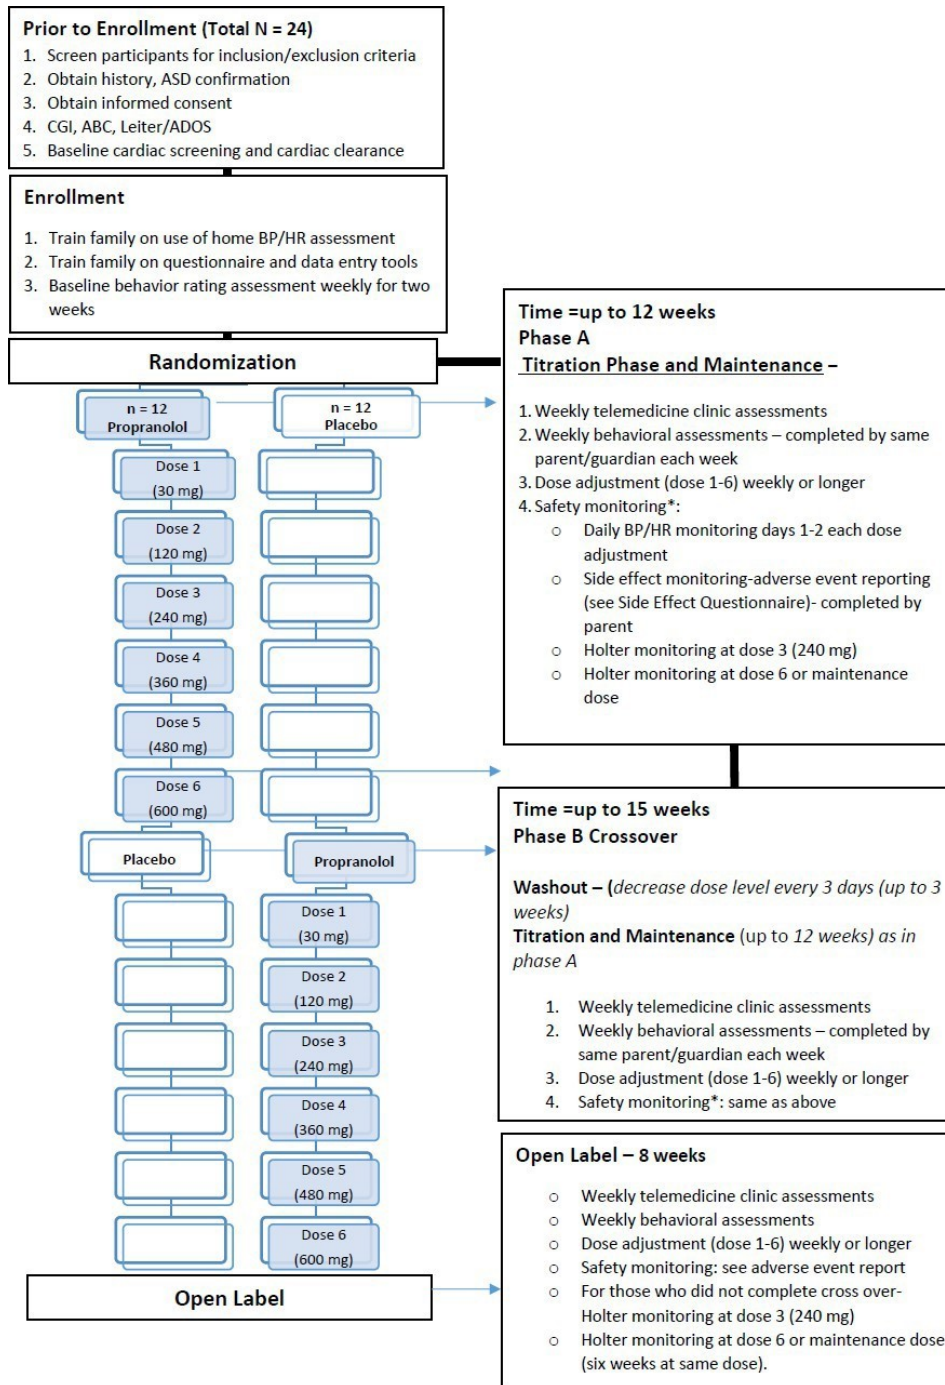 Prior to Enrollment (Total N = 24)
1. Screen participants for inclusion/exclusion criteria
2. Obtain history, ASD confirmation
3. Obtain informed consent
4. CGI, ABC, Leiter/ADOS
5. Baseline cardiac screening and cardiac clearance
Enrollment
1. Train family on use of home BP/HR assessment
2. Train family on questionnaire and data entry tools
3. Baseline behavior rating assessment weekly for two
weeks
Randomization
n = 12
Propranolol
n = 12
Placebo
Dose 1
(30 mg)
Dose 2
(120 mg)
Dose 3
(240 mg)
Dose 4
(360 mg)
Dose 5
(480 mg)
Dose 6
(600 mg)
Placebo
Propranolol
Dose 1
(30 mg)
Dose 2
(120 mg)
Dose 3
(240 mg)
Dose 4
(360 mg)
Dose 5
(480 mg)
Dose 6
(600 mg)
Open Label
Time =up to 12 weeks
Phase A
Titration Phase and Maintenance –
1. Weekly telemedicine clinic assessments
2. Weekly behavioral assessments – completed by same
parent/guardian each week
3. Dose adjustment (dose 1-6) weekly or longer
4. Safety monitoring*:
o Daily BP/HR monitoring days 1-2 each dose
adjustment
o Side effect monitoring-adverse event reporting
(see Side Effect Questionnaire)- completed by
parent
o Holter monitoring at dose 3 (240 mg)
o Holter monitoring at dose 6 or maintenance
dose
Time =up to 15 weeks
Phase B Crossover
Washout – (decrease dose level every 3 days (up to 3
weeks)
Titration and Maintenance (up to 12 weeks) as in
phase A
1. Weekly telemedicine clinic assessments
2. Weekly behavioral assessments – completed by
same parent/guardian each week
3. Dose adjustment (dose 1-6) weekly or longer
4. Safety monitoring*: same as above
Open Label – 8 weeks
o Weekly telemedicine clinic assessments
o Weekly behavioral assessments
o Dose adjustment (dose 1-6) weekly or longer
o Safety monitoring: see adverse event report
o For those who did not complete cross over-
Holter monitoring at dose 3 (240 mg)
o Holter monitoring at dose 6 or maintenance dose
(six weeks at same dose).